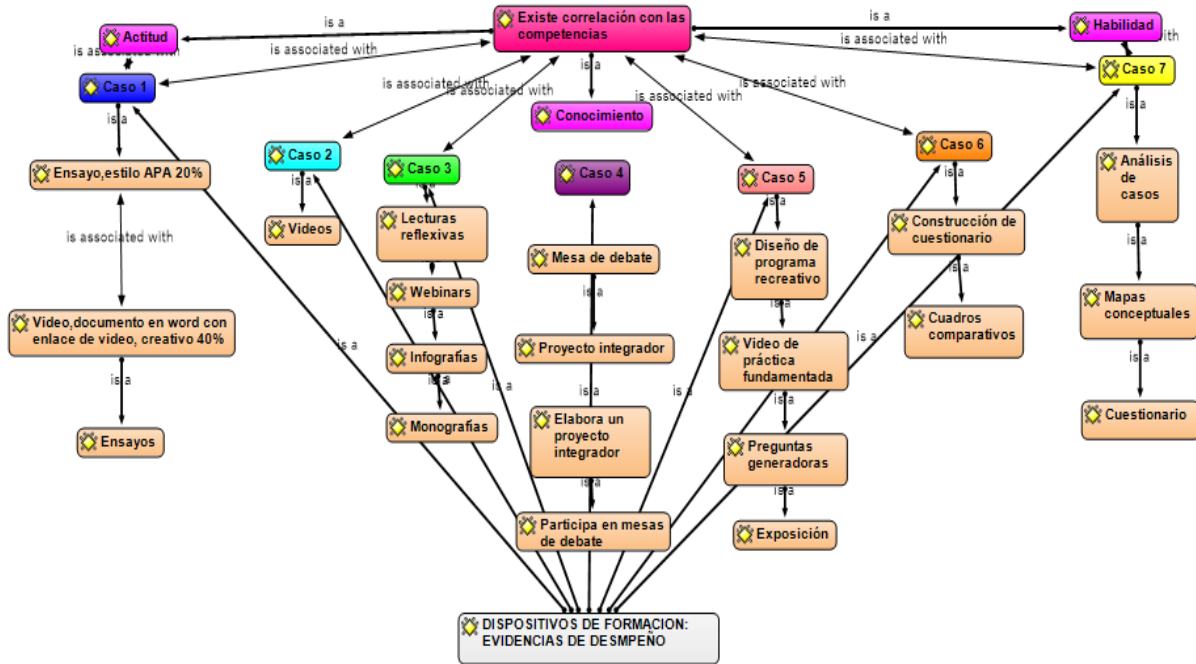 is a
Existe correlación con las
competencias
is a
Actitud
Habilidad
is associated with
is associated with
is associated with
is a
Caso 1
is associated with
is associated with
Conocimiento
is associated with
is associated with
Caso 7
is a
is a
Caso 2
Caso 3
Caso 4
Caso 5
Caso 6
Ensayo,estilo APA 20%
is a
is a
is a
Análisis
de
casos
Videos
Lecturas
reflexivas
Construcción de
cuestionario
is associated with
Mesa de debate
Diseño de
programa
recreativo
is a
is a
Webinars
is a
is a
Mapas
conceptuales
Video,documento en word con
enlace de video, creativo 40%
is a
Cuadros
comparativos
Infografías
Proyecto integrador
Video de
práctica
fundamentada
is a
is a
is a
is a
is a
is a
is a
is a
Cuestionario
Ensayos
Monografías
Elabora un
proyecto
integrador
is a
Preguntas
generadoras
is a
is a
Participa en mesas
de debate
Exposición
DISPOSITIVOS DE FORMACION:
EVIDENCIAS DE DESMPEÑO